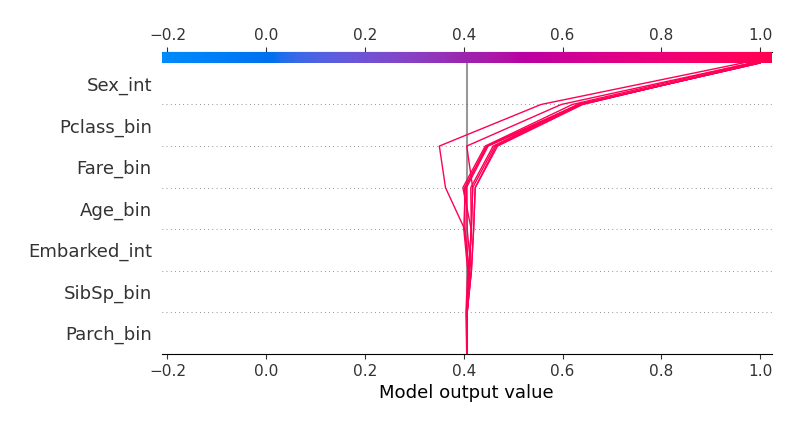 −0.2 0.0 0.2 0.4 0.6 0.8 1.0
Sex_int
Pclass_bin
Fare_bin
Age_bin
Embarked_int
SibSp_bin
Parch_bin
−0.2 0.0 0.2 0.4 0.6 0.8 1.0
Model output value